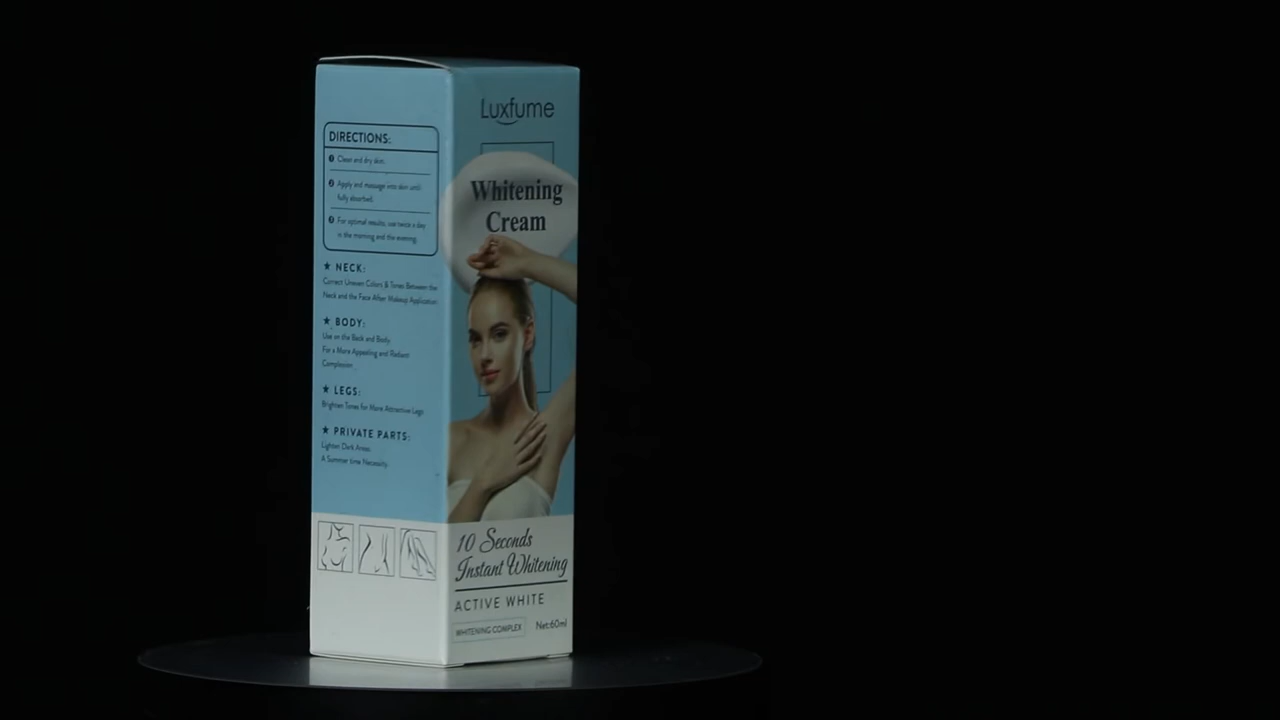 DIRECTIONS:
1 Clean and dry skin.
2 Apply and massage into skin until
fully absorbed.
3 For optimal results, use twice a day
in the morning and the evening.
★ NECK:
Correct Uneven Colors & Tones Between the
Neck and the Face After Makeup Application
★ BODY:
Use on the Back and Body
For a More Appealing and Radiant
Complexion
★ LEGS:
Brighten Tones for More Attractive Legs
★ PRIVATE PARTS:
Lighten Dark Areas.
A Summer time Necessity
Luxfume
Whitening
Cream
10 Seconds
Instant Whitening
ACTIVE WHITE
WHITENING COMPLEX
Net:60ml